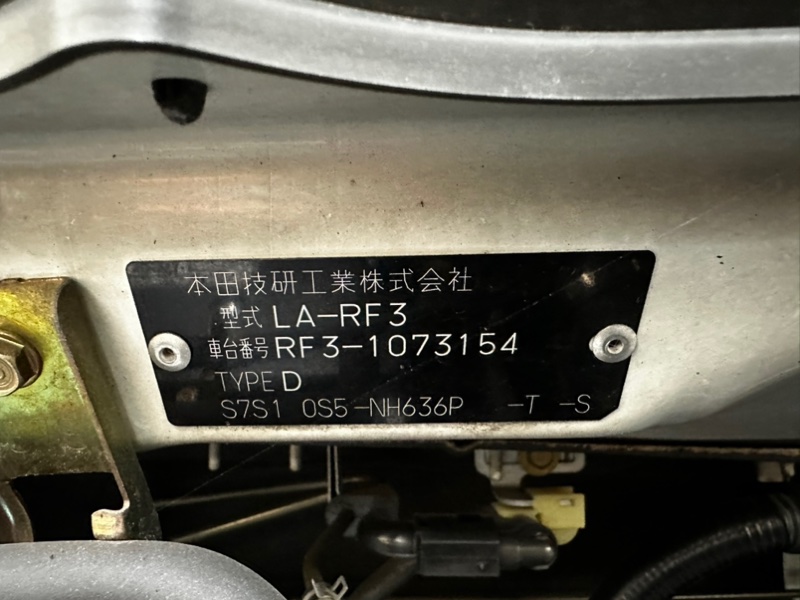 本田技研工業株式会社
型式 LA-RF3
車台番号 RF3-1073154
TYPE D
S7S1 0S5-NH636P -T -S